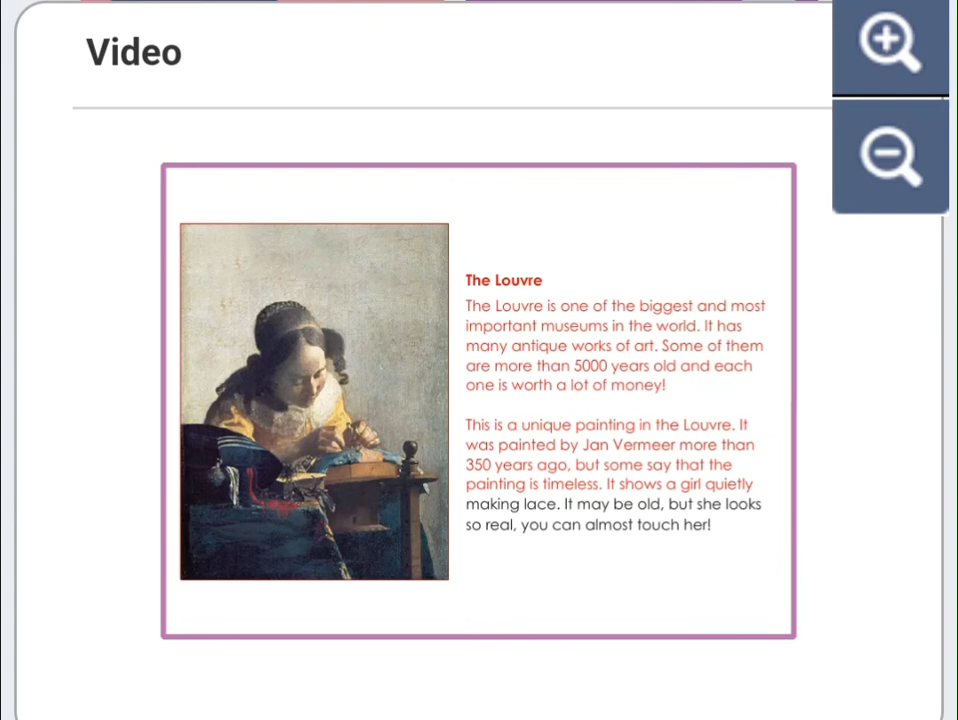 Video
The Louvre
The Louvre is one of the biggest and most
important museums in the world. It has
many antique works of art. Some of them
are more than 5000 years old and each
one is worth a lot of money!
This is a unique painting in the Louvre. It
was painted by Jan Vermeer more than
350 years ago, but some say that the
painting is timeless. It shows a girl quietly
making lace. It may be old, but she looks
so real, you can almost touch her!